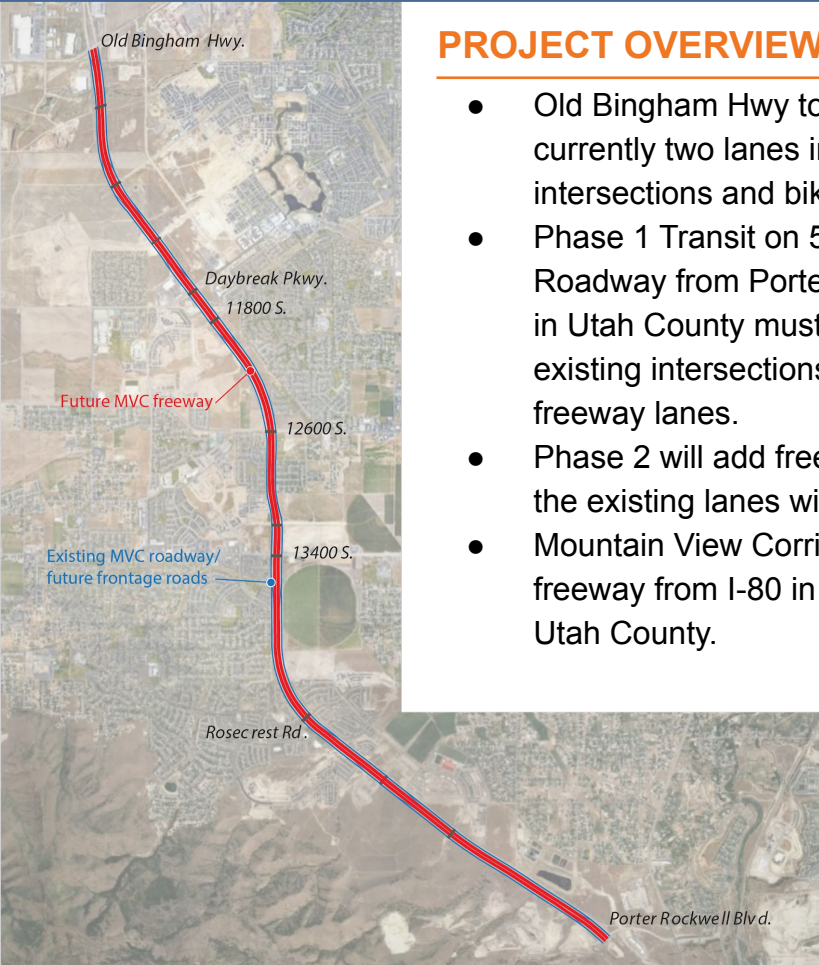 Old Bingham Hwy.
Daybreak Pkwy.
11800 S.
Future MVC freeway
12600 S.
Existing MVC roadway/
future frontage roads
13400 S.
Rosecrest Rd.
Porter Rockwell Blvd.
PROJECT OVERVIEW
● Old Bingham Hwy to
currently two lanes i
intersections and bik
● Phase 1 Transit on 5
Roadway from Porte
in Utah County must
existing intersections
freeway lanes.
● Phase 2 will add free
the existing lanes wi
● Mountain View Corri
freeway from I-80 in
Utah County.